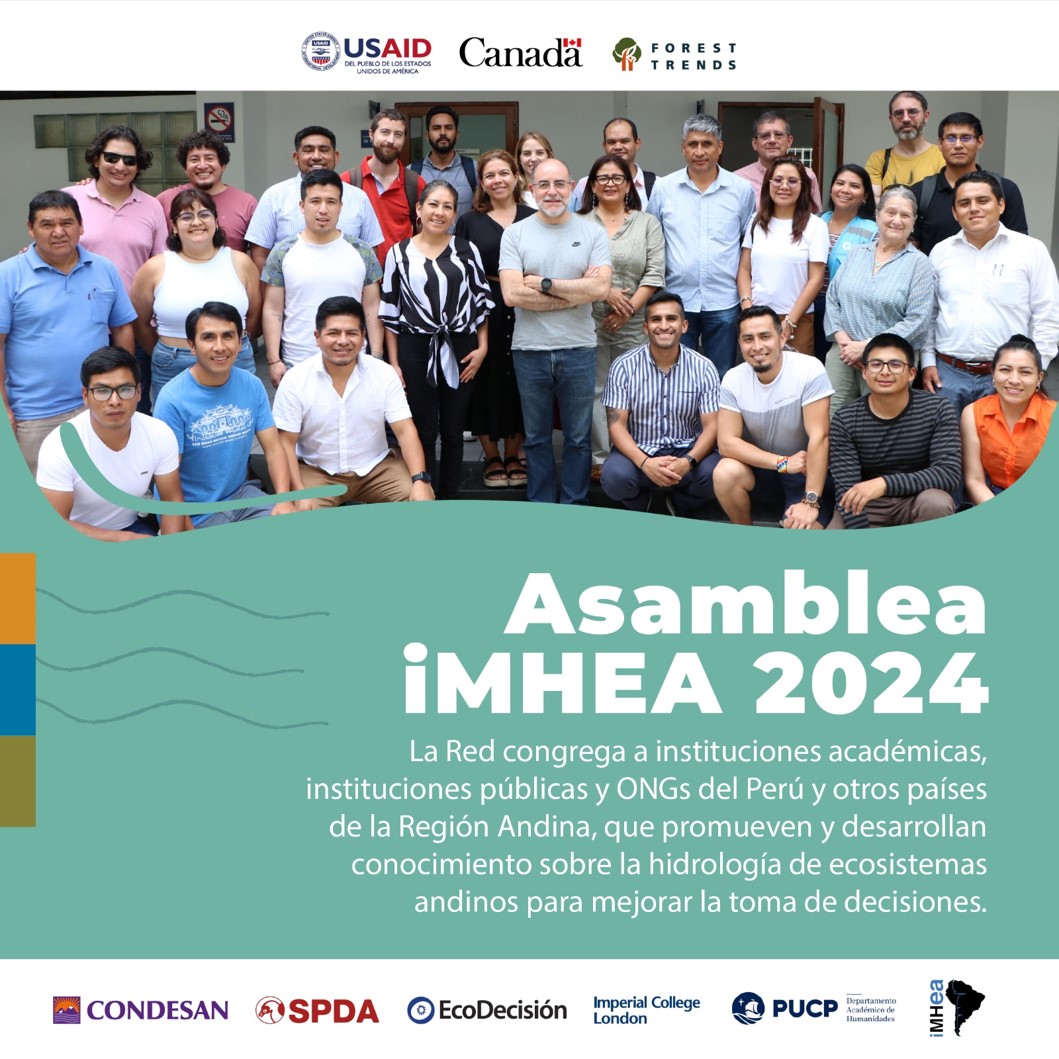 USAID
DEL PUEBLO DE LOS ESTADOS
UNIDOS DE AMÉRICA
Canada
FOREST
TRENDS
Asamblea
iMHEA 2024
La Red congrega a instituciones académicas,
instituciones públicas y ONGs del Perú y otros países
de la Región Andina, que promueven y desarrollan
conocimiento sobre la hidrología de ecosistemas
andinos para mejorar la toma de decisiones.
CONDESAN
SPDA
EcoDecisión
Imperial College
London
PUCP
Departamento
Académico de
Humanidades
iMHea